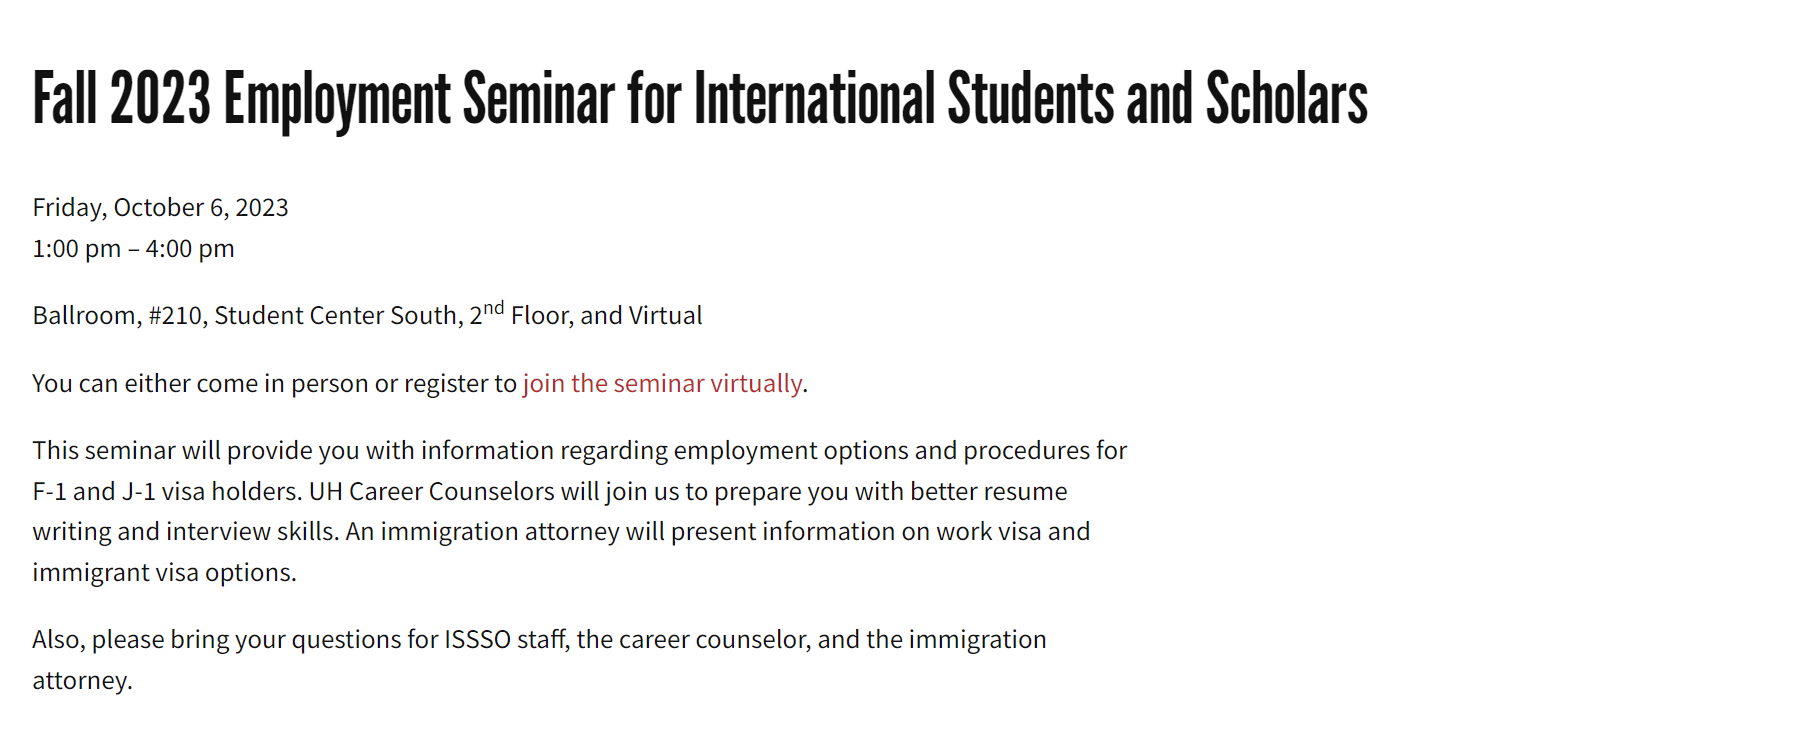 Fall 2023 Employment Seminar for International Students and Scholars
Friday, October 6, 2023
1:00 pm – 4:00 pm
Ballroom, #210, Student Center South, 2nd Floor, and Virtual
You can either come in person or register to join the seminar virtually.
This seminar will provide you with information regarding employment options and procedures for
F-1 and J-1 visa holders. UH Career Counselors will join us to prepare you with better resume
writing and interview skills. An immigration attorney will present information on work visa and
immigrant visa options.
Also, please bring your questions for ISSSO staff, the career counselor, and the immigration
attorney.